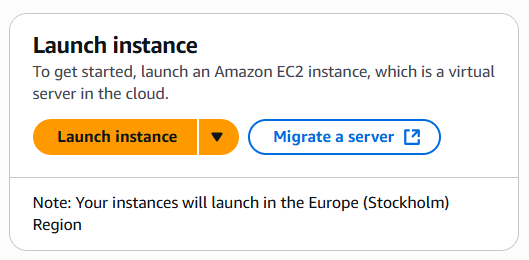 Launch instance
To get started, launch an Amazon EC2 instance, which is a virtual
server in the cloud.
Launch instance
Migrate a server
Note: Your instances will launch in the Europe (Stockholm)
Region